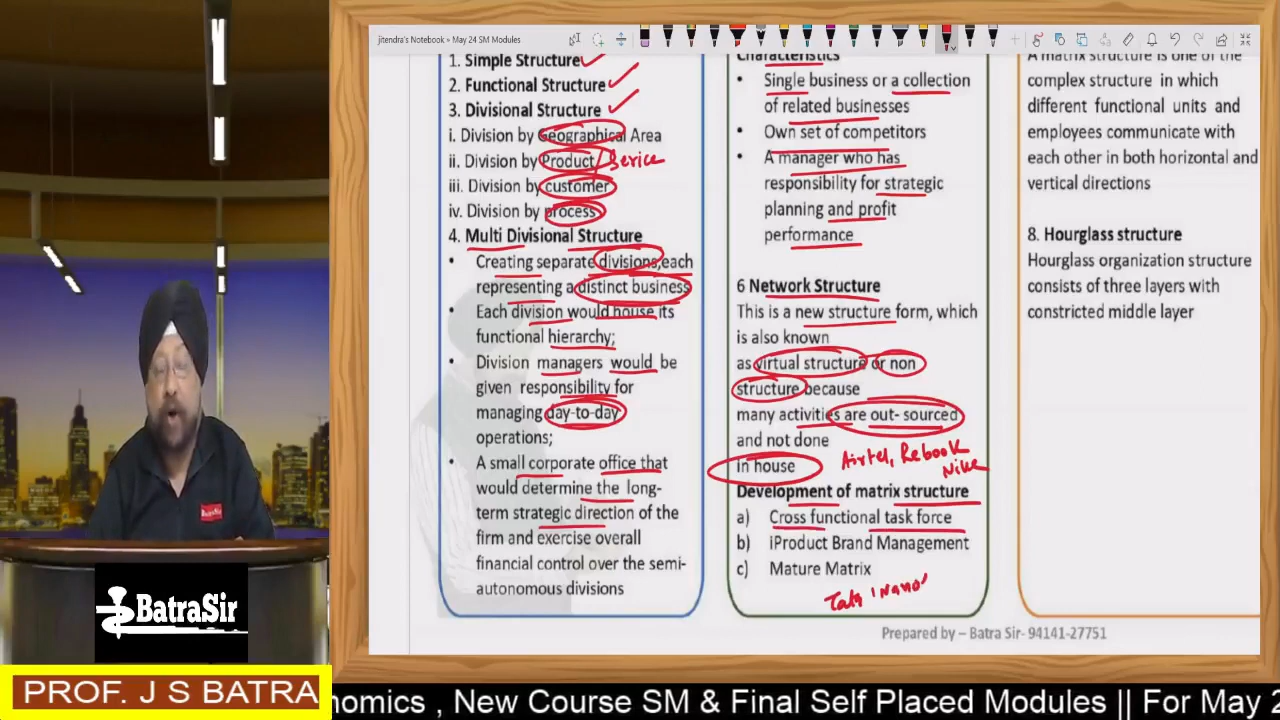 jitendra's Notebook » May 24 SM Modules
1. Simple Structure
2. Functional Structure
3. Divisional Structure
i. Division by Geographical Area
ii. Division by Product / Serice
iii. Division by customer
iv. Division by process
4. Multi Divisional Structure
• Creating separate divisions, each
representing a distinct business
• Each division would house its
functional hierarchy;
• Division managers would be
given responsibility for
managing day-to-day
operations;
• A small corporate office that
would determine the long-
term strategic direction of the
firm and exercise overall
financial control over the semi-
autonomous divisions
Characteristics
• Single business or a collection
of related businesses
• Own set of competitors
• A manager who has
responsibility for strategic
planning and profit
performance
6 Network Structure
This is a new structure form, which
is also known
as virtual structure or non
structure because
many activities are out- sourced
and not done
in house
Airtel, Rebook
Nike
Development of matrix structure
a) Cross functional task force
b) iProduct Brand Management
c) Mature Matrix
Tata 'Nano'
A matrix structure is one of the
complex structure in which
different functional units and
employees communicate with
each other in both horizontal and
vertical directions
8. Hourglass structure
Hourglass organization structure
consists of three layers with
constricted middle layer
Prepared by – Batra Sir- 94141-27751
BatraSir
PROF. J S BATRA
nomics , New Course SM & Final Self Placed Modules || For May 2